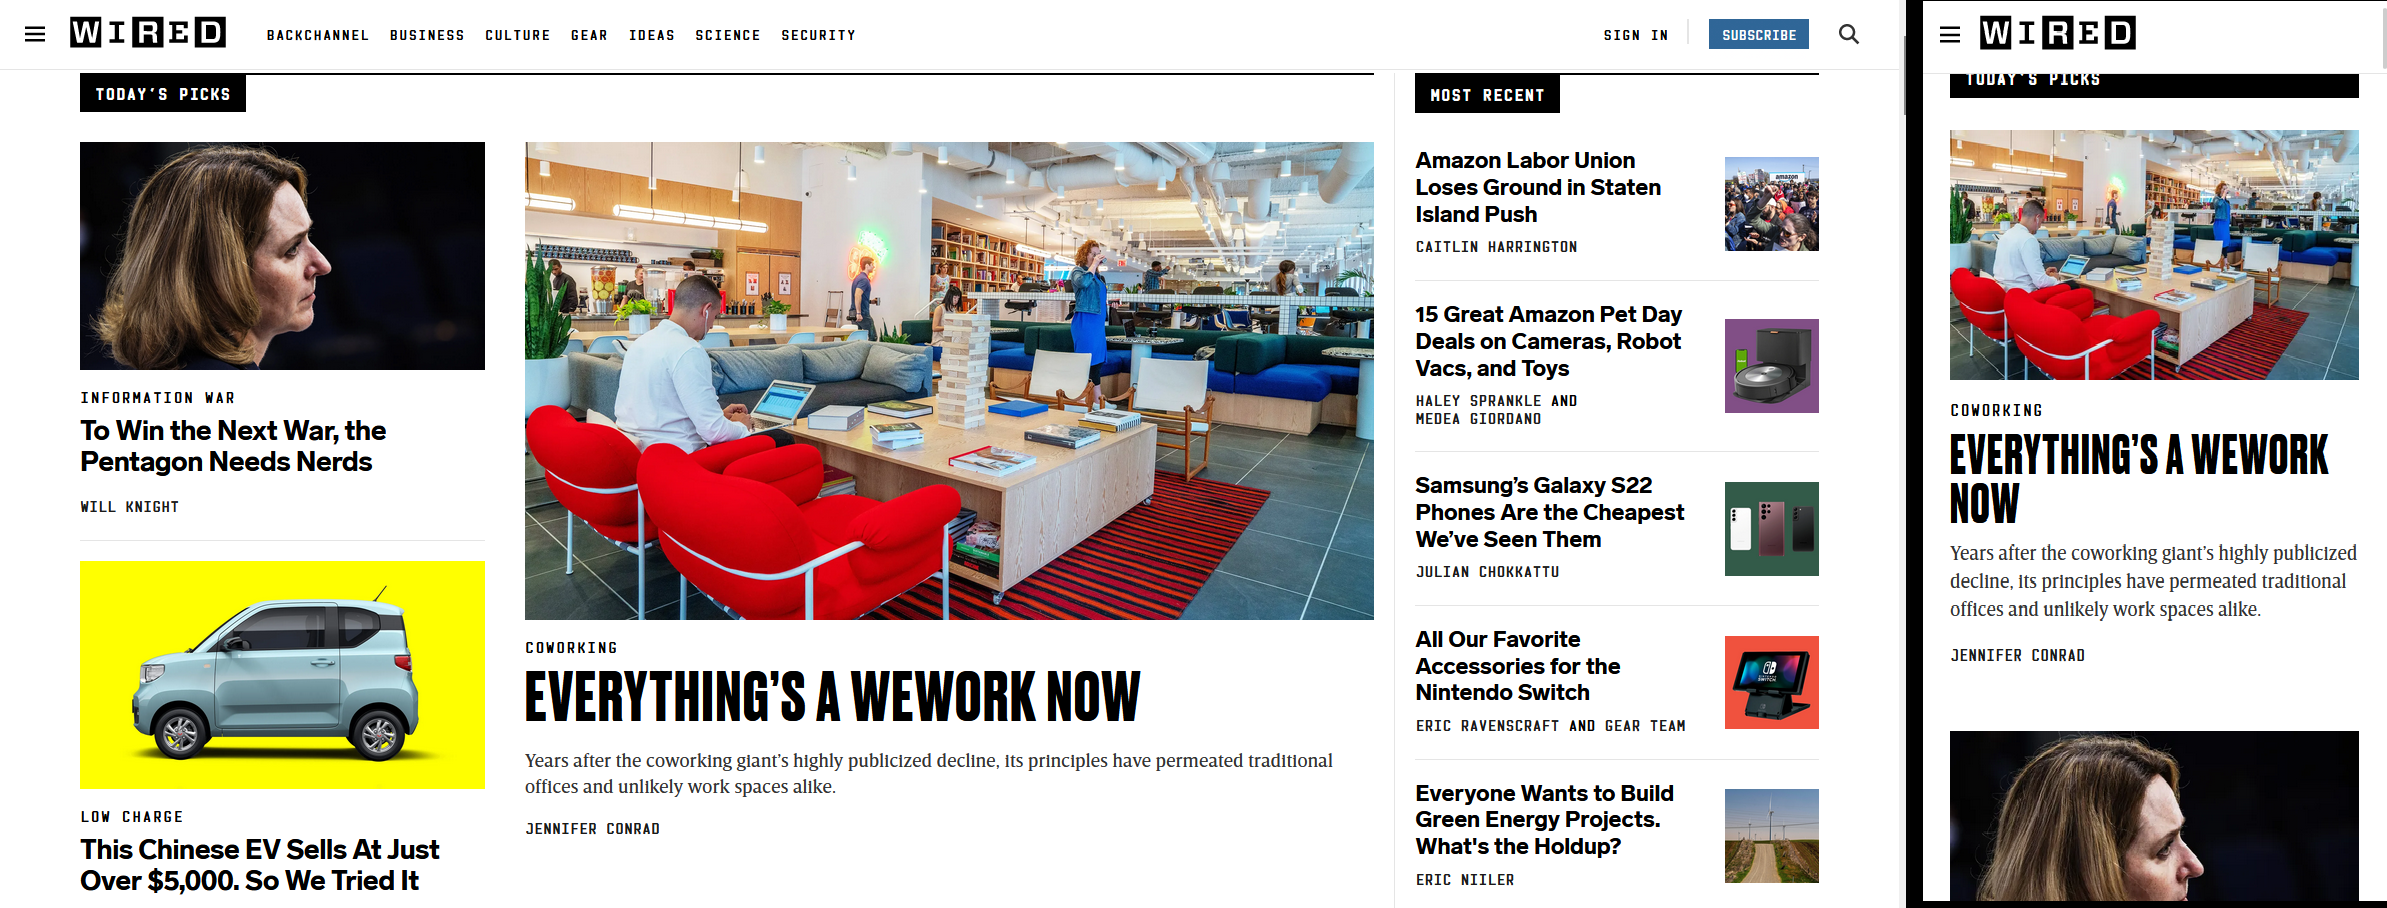 WIRED
BACKCHANNEL BUSINESS CULTURE GEAR IDEAS SCIENCE SECURITY
SIGN IN
SUBSCRIBE
TODAY'S PICKS
INFORMATION WAR
To Win the Next War, the
Pentagon Needs Nerds
WILL KNIGHT
LOW CHARGE
This Chinese EV Sells At Just
Over $5,000. So We Tried It
COWORKING
EVERYTHING'S A WEWORK NOW
Years after the coworking giant's highly publicized decline, its principles have permeated traditional
offices and unlikely work spaces alike.
JENNIFER CONRAD
MOST RECENT
Amazon Labor Union
Loses Ground in Staten
Island Push
CAITLIN HARRINGTON
amazon
15 Great Amazon Pet Day
Deals on Cameras, Robot
Vacs, and Toys
HALEY SPRANKLE AND
MEDEA GIORDANO
Samsung's Galaxy S22
Phones Are the Cheapest
We've Seen Them
JULIAN CHOKKATTU
All Our Favorite
Accessories for the
Nintendo Switch
ERIC RAVENSCRAFT AND GEAR TEAM
Everyone Wants to Build
Green Energy Projects.
What's the Holdup?
ERIC NIILER
WIRED
TODAY'S PICKS
COWORKING
EVERYTHING'S A WEWORK
NOW
Years after the coworking giant's highly publicized
decline, its principles have permeated traditional
offices and unlikely work spaces alike.
JENNIFER CONRAD